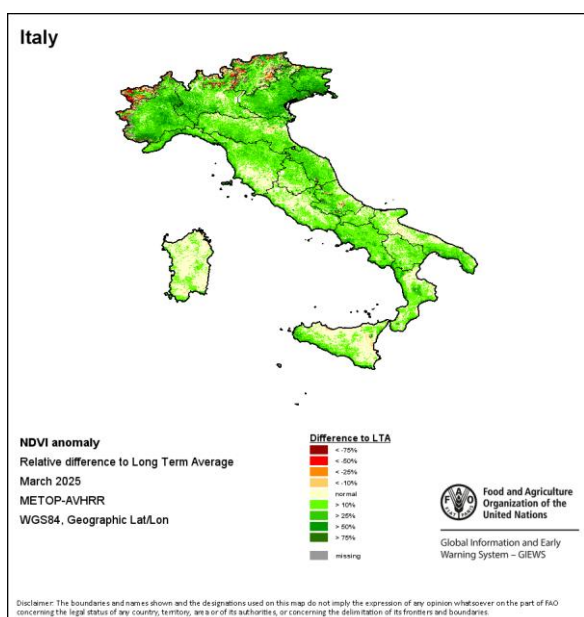 Italy
NDVI anomaly
Relative difference to Long Term Average
March 2025
METOP-AVHRR
WGS84, Geographic Lat/Lon
Difference to LTA
< -75%
< -50%
< -25%
< -10%
normal
> 10%
> 25%
> 50%
> 75%
missing
Food and Agriculture
Organization of the
United Nations
Global Information and Early
Warning System – GIEWS
Disclaimer: The boundaries and names shown and the designations used on this map do not imply the expression of any opinion whatsoever on the part of FAO
concerning the legal status of any country, territory, area or of its authorities, or concerning the delimitation of its frontiers and boundaries.